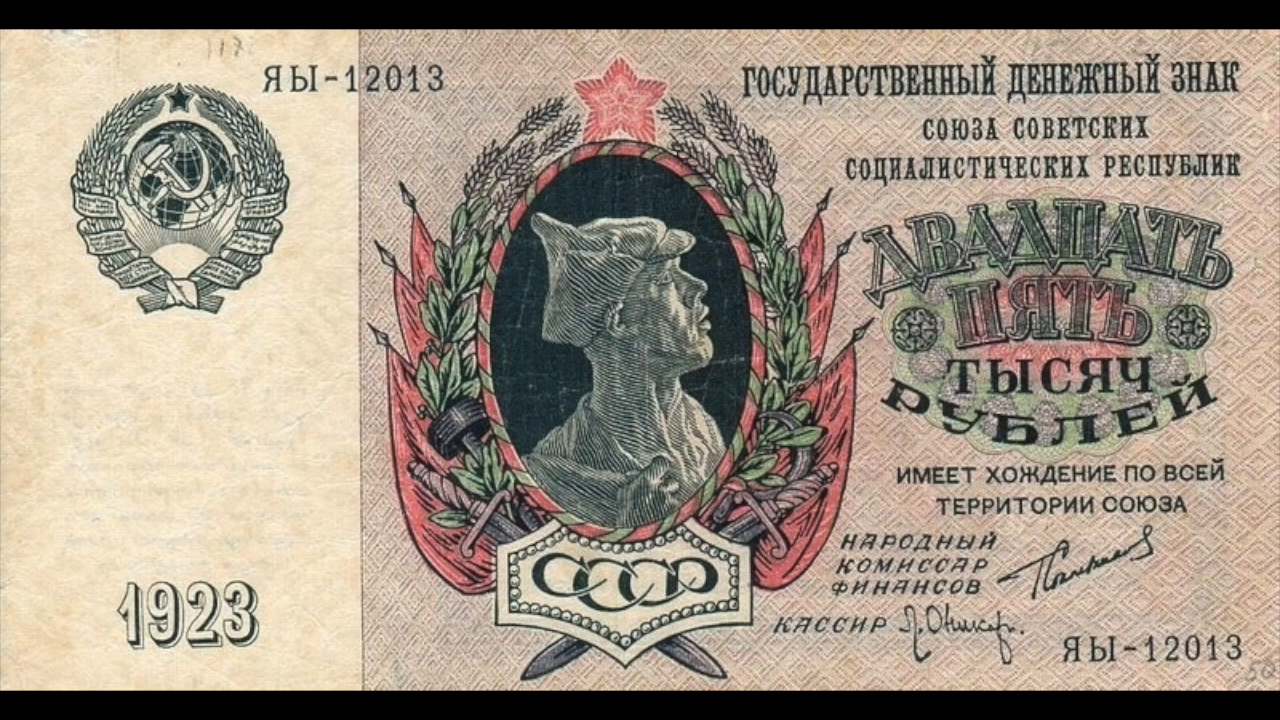 ЯЫ-12013
ГОСУДАРСТВЕННЫЙ ДЕНЕЖНЫЙ ЗНАК
СОЮЗА СОВЕТСКИХ
СОЦИАЛИСТИЧЕСКИХ РЕСПУБЛИК
ДВАДЦАТЬ
ПЯТЬ
ТЫСЯЧ
РУБЛЕЙ
ИМЕЕТ ХОЖДЕНИЕ ПО ВСЕЙ
ТЕРРИТОРИИ СОЮЗА
НАРОДНЫЙ
КОМИССАР
ФИНАНСОВ
КАССИР
СССР
1923
ЯЫ-12013